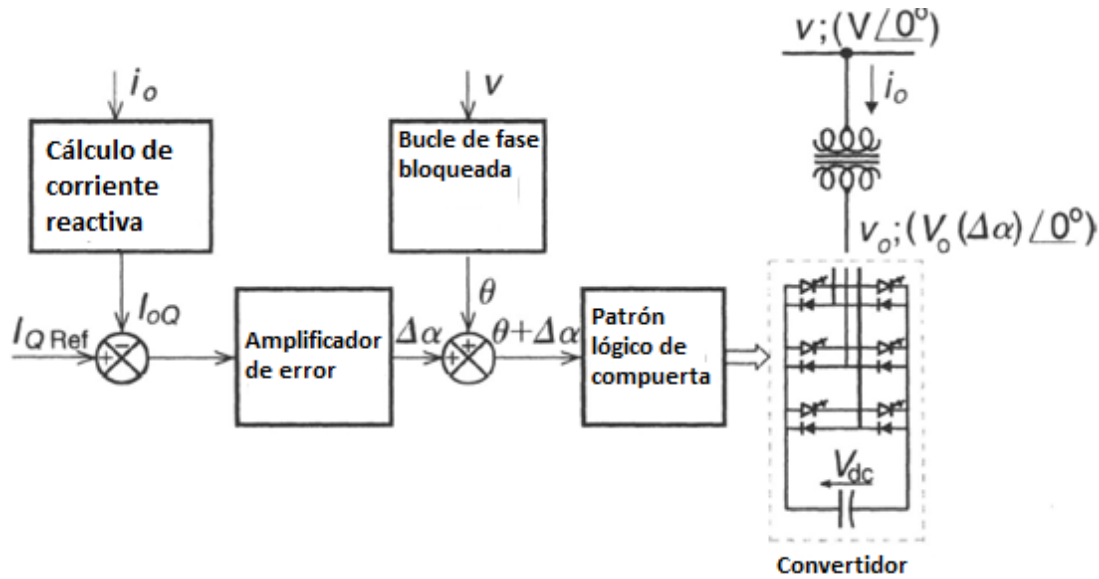 v;(V∠0°)
i_o
v
i_o
Cálculo de
corriente
reactiva
Bucle de fase
bloqueada
v_o;(V_o(Δα)∠0°)
I_oQ
θ
I_Q Ref
+
−
Amplificador
de error
Δα
+
+
θ+Δα
Patrón
lógico de
compuerta
V_dc
Convertidor